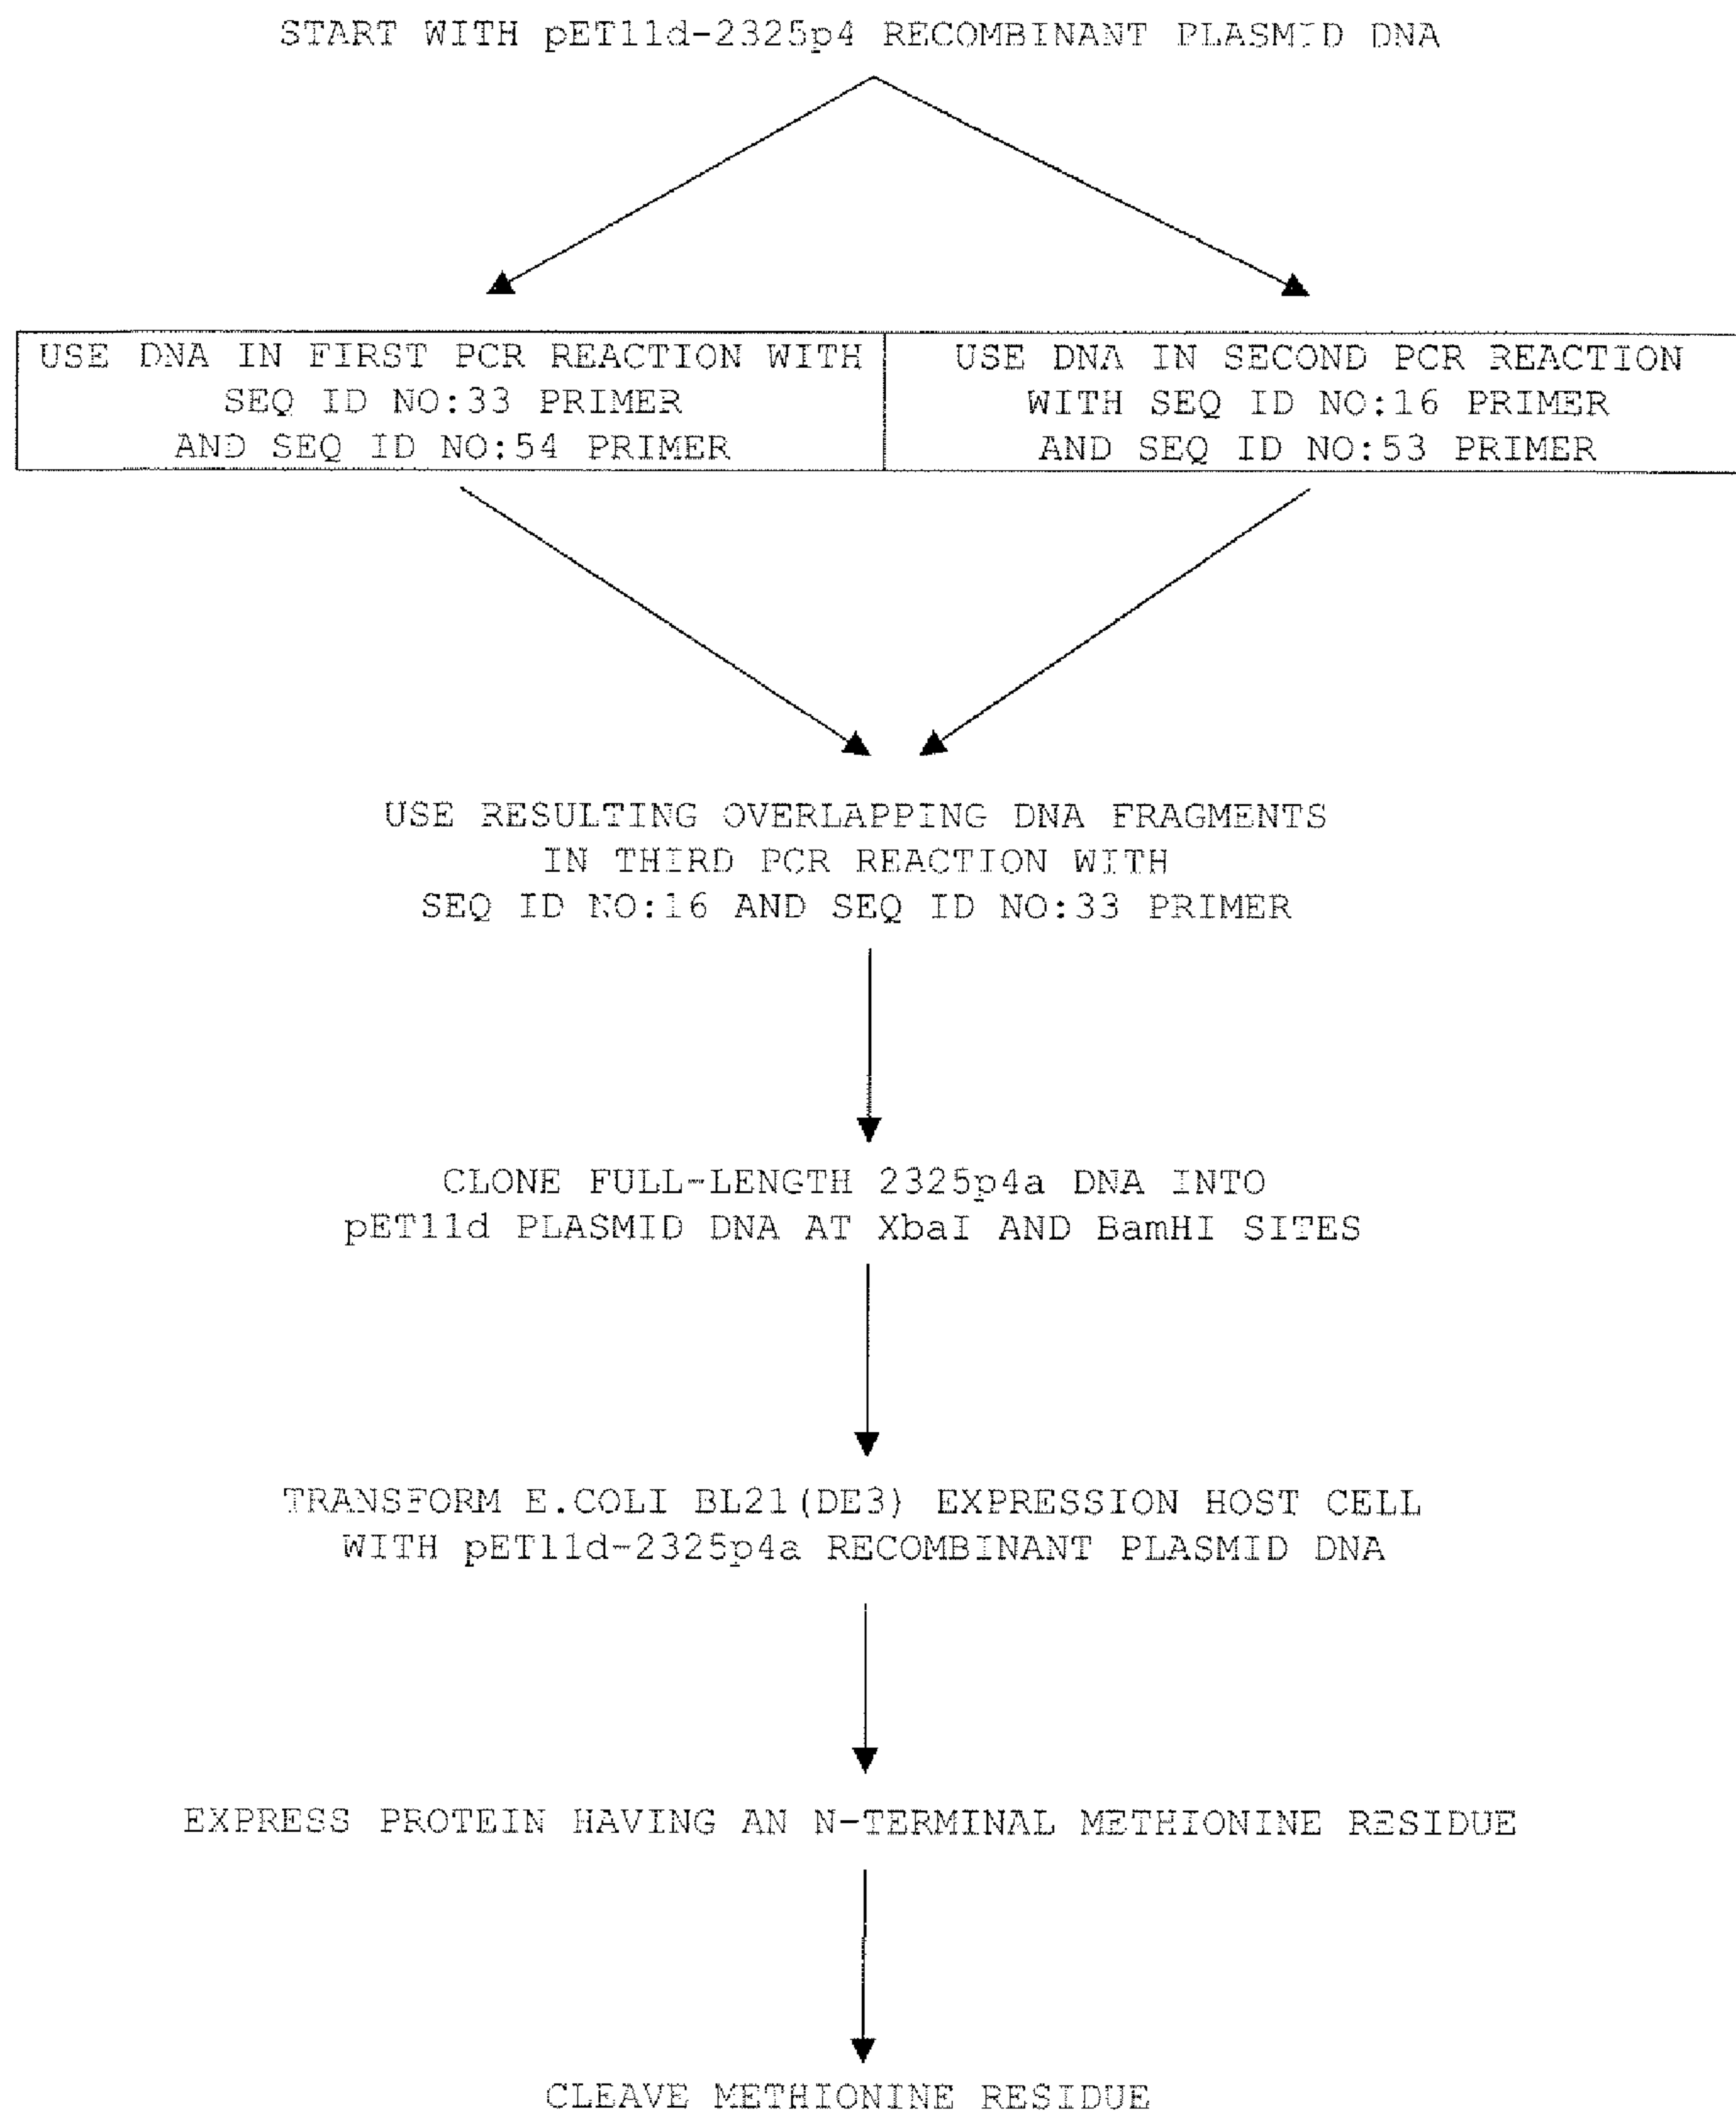 START WITH pET11d-2325p4 RECOMBINANT PLASMID DNA
USE DNA IN FIRST PCR REACTION WITH
SEQ ID NO:33 PRIMER
AND SEQ ID NO:54 PRIMER
USE DNA IN SECOND PCR REACTION
WITH SEQ ID NO:16 PRIMER
AND SEQ ID NO:53 PRIMER
USE RESULTING OVERLAPPING DNA FRAGMENTS
IN THIRD PCR REACTION WITH
SEQ ID NO:16 AND SEQ ID NO:33 PRIMER
CLONE FULL-LENGTH 2325p4a DNA INTO
pET11d PLASMID DNA AT XbaI AND BamHI SITES
TRANSFORM E.COLI BL21(DE3) EXPRESSION HOST CELL
WITH pET11d-2325p4a RECOMBINANT PLASMID DNA
EXPRESS PROTEIN HAVING AN N-TERMINAL METHIONINE RESIDUE
CLEAVE METHIONINE RESIDUE